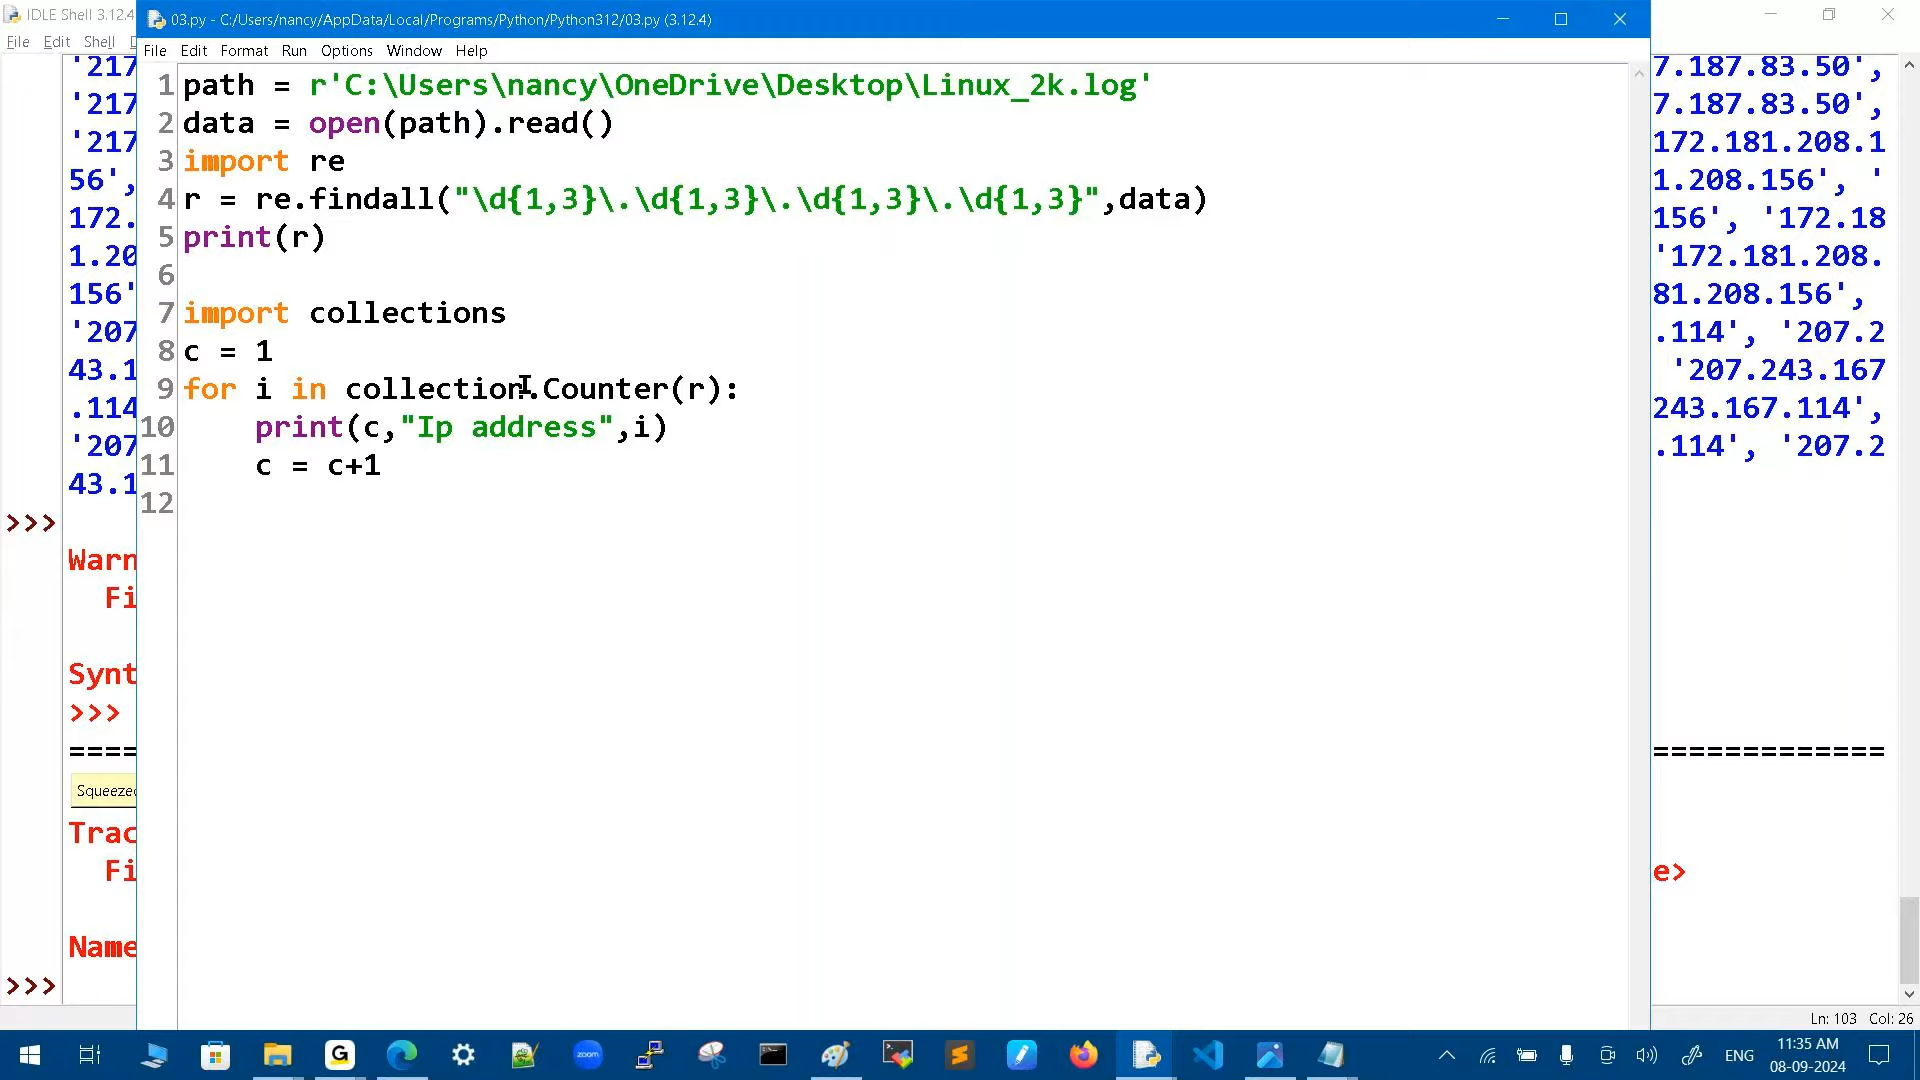 IDLE Shell 3.12.4
File Edit Shell D
03.py - C:/Users/nancy/AppData/Local/Programs/Python/Python312/03.py (3.12.4)
File Edit Format Run Options Window Help
1 path = r'C:\Users\nancy\OneDrive\Desktop\Linux_2k.log'
2 data = open(path).read()
3 import re
4 r = re.findall("\d{1,3}\.\d{1,3}\.\d{1,3}\.\d{1,3}",data)
5 print(r)
6
7 import collections
8 c = 1
9 for i in collection.Counter(r):
10     print(c,"Ip address",i)
11     c = c+1
12
'217
'217
'217
56',
172.
1.20
156'
'207
43.1
.114
'207
43.1
>>>
Warn
Fi
Synt
>>>
====
Squeezed
Trac
Fi
Name
>>>
7.187.83.50',
7.187.83.50',
172.181.208.1
1.208.156', '
156', '172.18
'172.181.208.
81.208.156',
.114', '207.2
'207.243.167
243.167.114',
.114', '207.2
=============
e>
Ln: 103 Col: 26
zoom
ENG
11:35 AM
08-09-2024